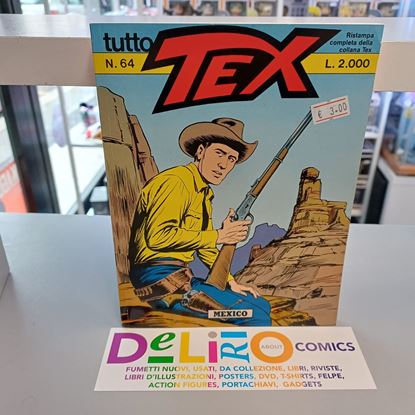 tutto TEX
N. 64
Ristampa
completa della
collana Tex
L. 2.000
€ 3.00
MEXICO
DeLiRiO ABOUT COMICS
FUMETTI NUOVI, USATI, DA COLLEZIONE, LIBRI, RIVISTE,
LIBRI D'ILLUSTRAZIONI, POSTERS, DVD, T-SHIRTS, FELPE,
ACTION FIGURES, PORTACHIAVI, GADGETS